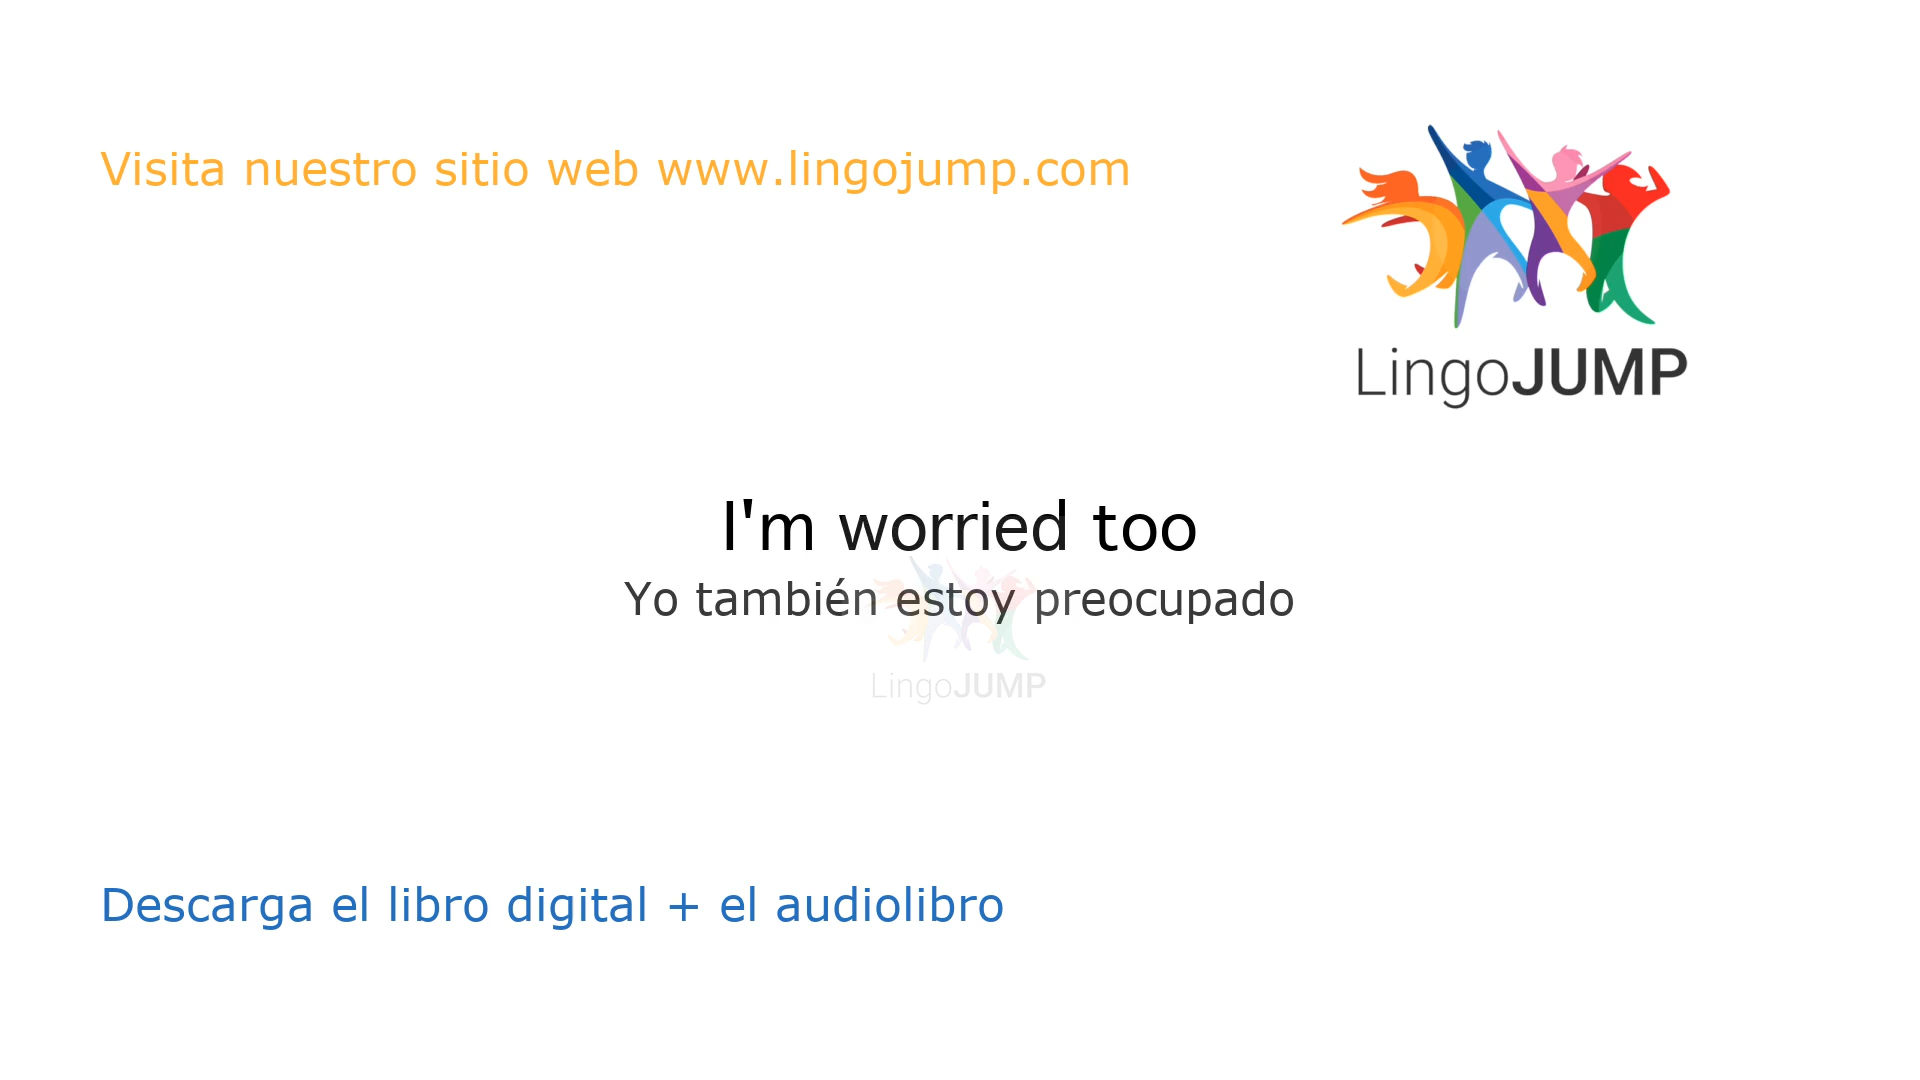 Visita nuestro sitio web www.lingojump.com
LingoJUMP
I'm worried too
Yo también estoy preocupado
LingoJUMP
Descarga el libro digital + el audiolibro